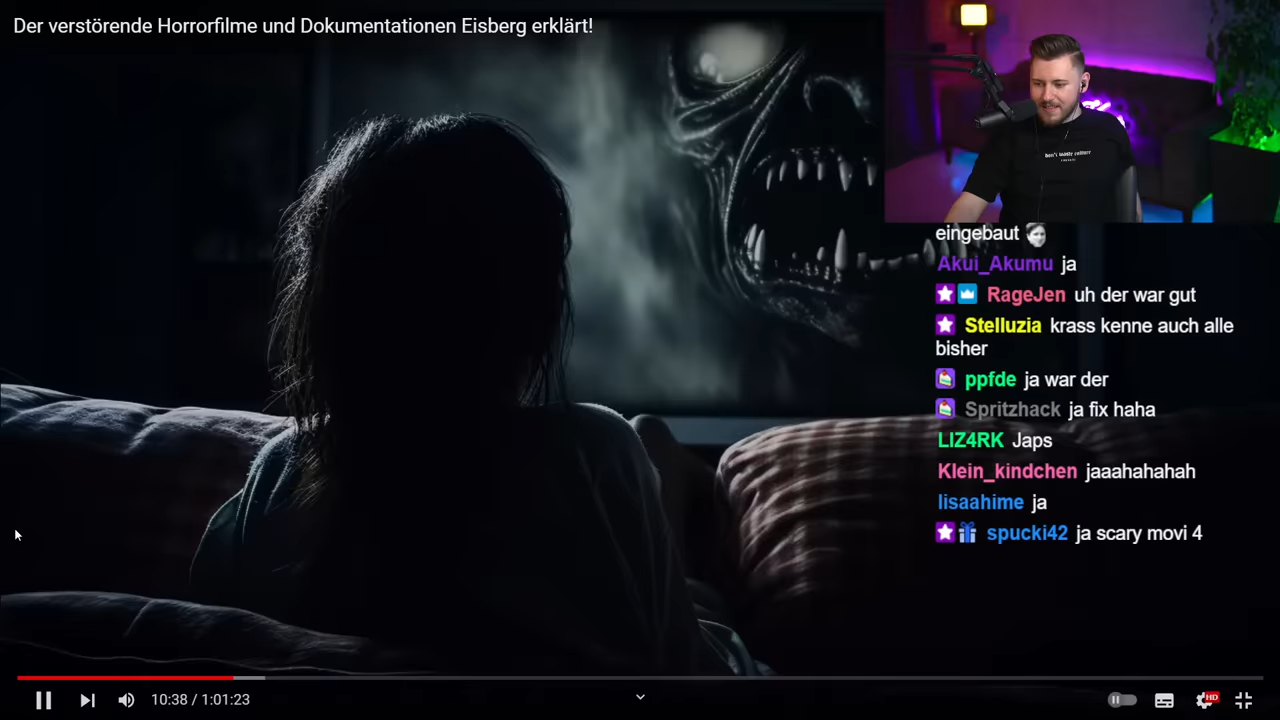 Der verstörende Horrorfilme und Dokumentationen Eisberg erklärt!
eingebaut
Akui_Akumu ja
RageJen uh der war gut
Stelluzia krass kenne auch alle
bisher
ppfde ja war der
Spritzhack ja fix haha
LIZ4RK Japs
Klein_kindchen jaaahahahah
lisaahime ja
spucki42 ja scary movi 4
10:38 / 1:01:23
HD